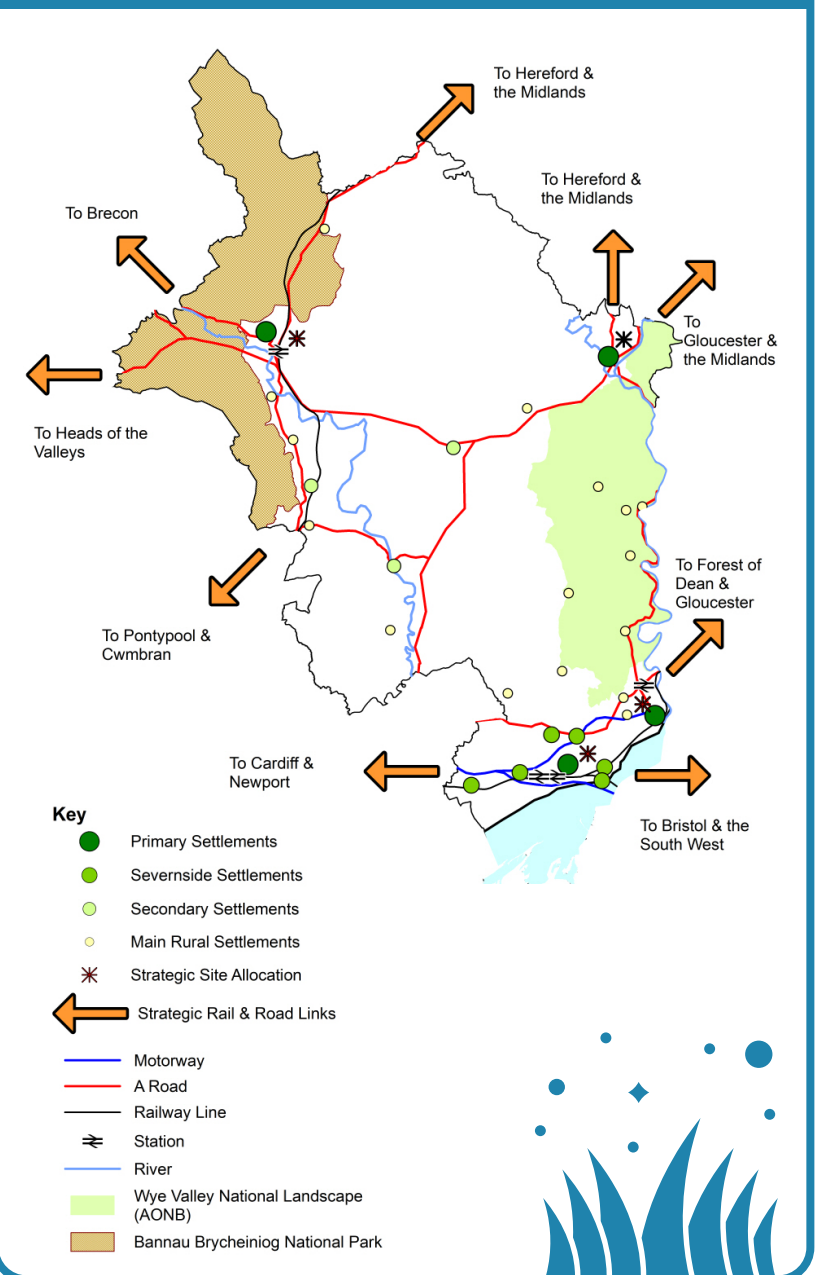 To Hereford &
the Midlands
To Hereford &
the Midlands
To Brecon
To
Gloucester &
the Midlands
To Heads of the
Valleys
To Forest of
Dean &
Gloucester
To Pontypool &
Cwmbran
To Cardiff &
Newport
To Bristol & the
South West
Key
Primary Settlements
Severnside Settlements
Secondary Settlements
Main Rural Settlements
Strategic Site Allocation
Strategic Rail & Road Links
Motorway
A Road
Railway Line
Station
River
Wye Valley National Landscape
(AONB)
Bannau Brycheiniog National Park